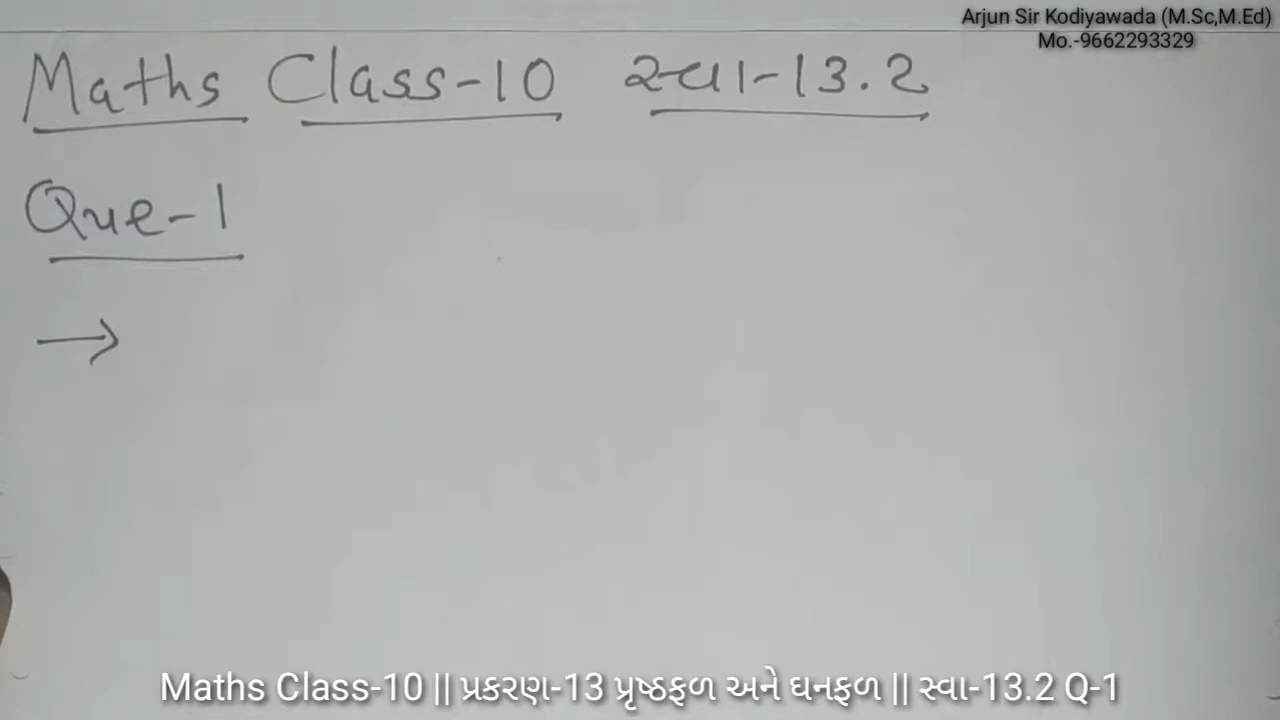 Arjun Sir Kodiyawada (M.Sc,M.Ed)
Mo.-9662293329
Maths Class-10 સ્વા-13.2
Que-1
→
Maths Class-10 || પ્રકરણ-13 પૃષ્ઠફળ અને ઘનફળ || સ્વા-13.2 Q-1